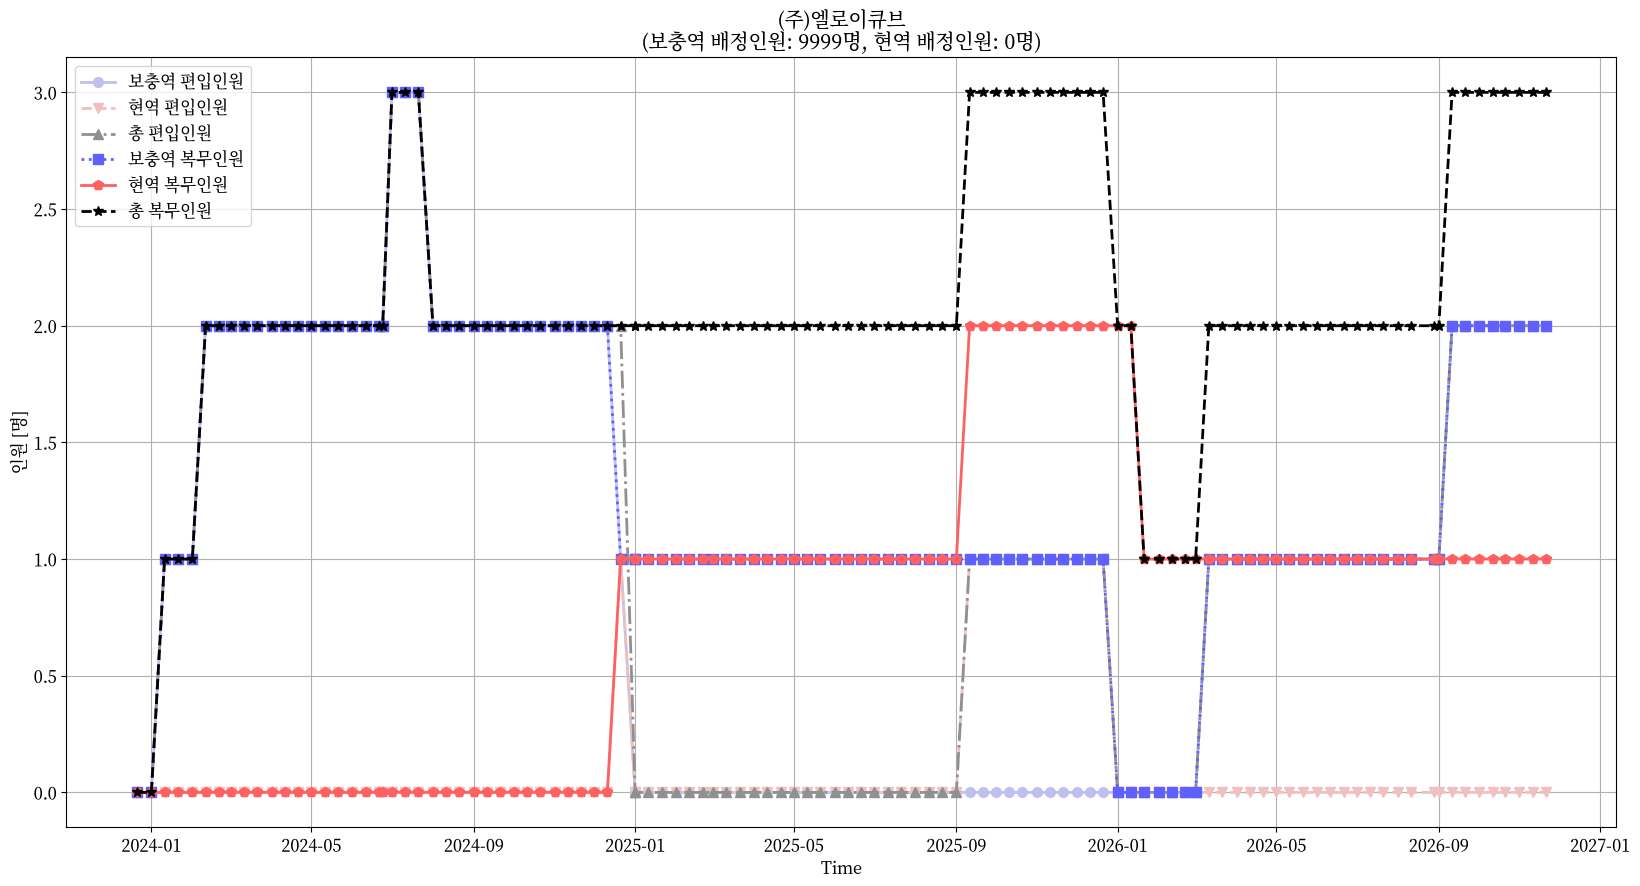 (주)엘로이큐브
(보충역 배정인원: 9999명, 현역 배정인원: 0명)
보충역 편입인원
현역 편입인원
총 편입인원
보충역 복무인원
현역 복무인원
총 복무인원
인원 [명]
3.0
2.5
2.0
1.5
1.0
0.5
0.0
2024-01 2024-05 2024-09 2025-01 2025-05 2025-09 2026-01 2026-05 2026-09 2027-01
Time